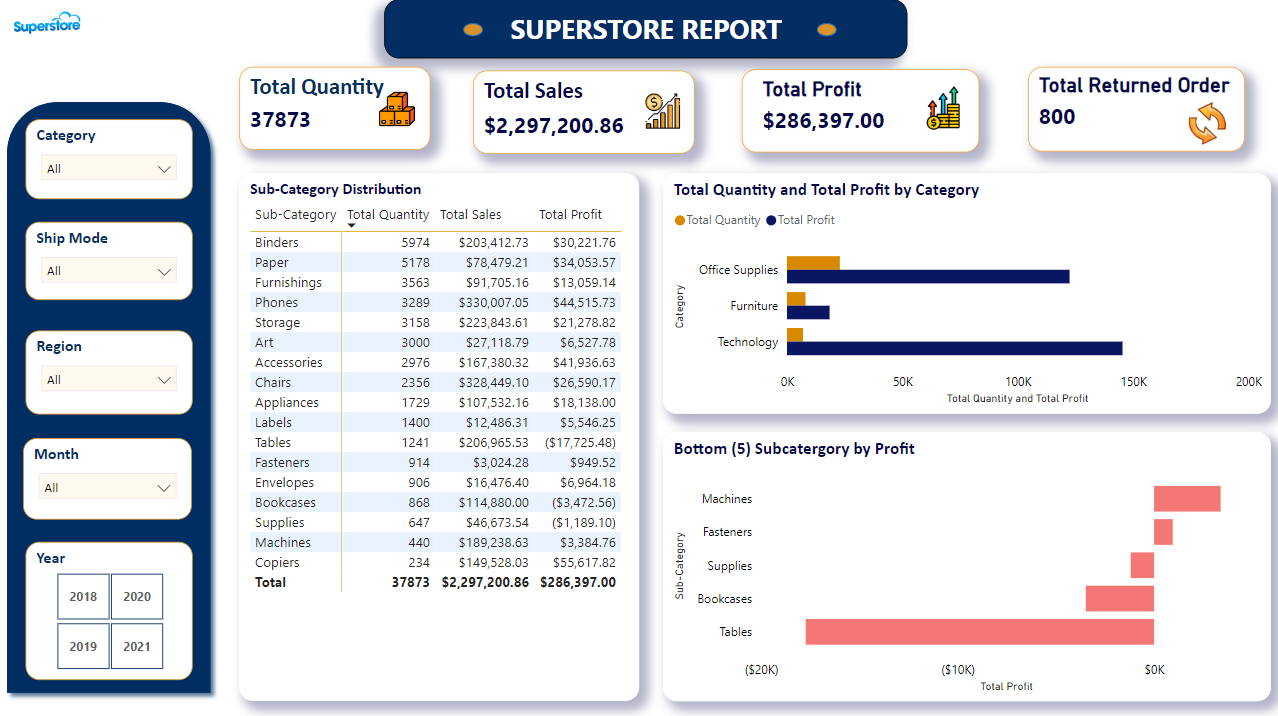 Superstore
SUPERSTORE REPORT
Total Quantity
37873
Total Sales
$2,297,200.86
Total Profit
$286,397.00
Total Returned Order
800
Category
All
Ship Mode
All
Region
All
Month
All
Year
2018 2020
2019 2021
Sub-Category Distribution
Sub-Category Total Quantity Total Sales Total Profit
Binders 5974 $203,412.73 $30,221.76
Paper 5178 $78,479.21 $34,053.57
Furnishings 3563 $91,705.16 $13,059.14
Phones 3289 $330,007.05 $44,515.73
Storage 3158 $223,843.61 $21,278.82
Art 3000 $27,118.79 $6,527.78
Accessories 2976 $167,380.32 $41,936.63
Chairs 2356 $328,449.10 $26,590.17
Appliances 1729 $107,532.16 $18,138.00
Labels 1400 $12,486.31 $5,546.25
Tables 1241 $206,965.53 ($17,725.48)
Fasteners 914 $3,024.28 $949.52
Envelopes 906 $16,476.40 $6,964.18
Bookcases 868 $114,880.00 ($3,472.56)
Supplies 647 $46,673.54 ($1,189.10)
Machines 440 $189,238.63 $3,384.76
Copiers 234 $149,528.03 $55,617.82
Total 37873 $2,297,200.86 $286,397.00
Total Quantity and Total Profit by Category
Total Quantity Total Profit
Category
Office Supplies
Furniture
Technology
0K 50K 100K 150K 200K
Total Quantity and Total Profit
Bottom (5) Subcatergory by Profit
Sub-Category
Machines
Fasteners
Supplies
Bookcases
Tables
($20K) ($10K) $0K
Total Profit